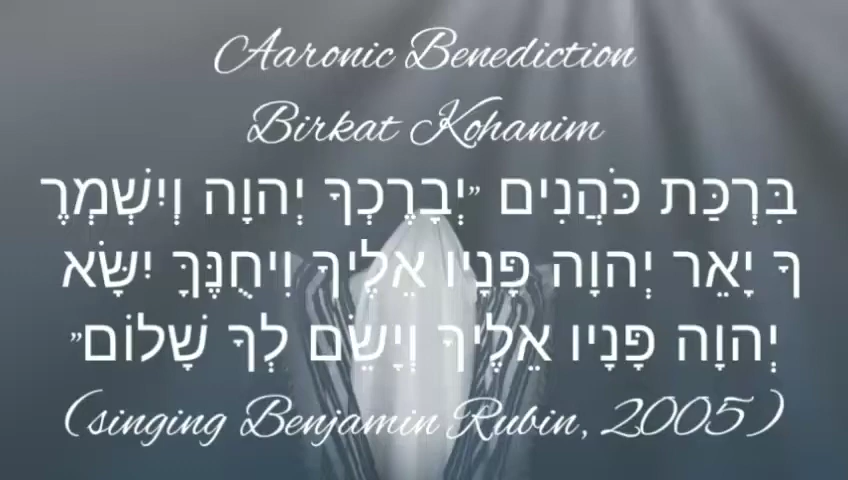 Aaronic Benediction
Birkat Kohanim
בִּרְכַּת כֹּהֲנִים "יְבָרֶכְךָ יְהוָה וְיִשְׁמְרֶ
ךָ יָאֵר יְהוָה פָּנָיו אֵלֶיךָ וִיחֻנֶּךָּ יִשָּׂא
יְהוָה פָּנָיו אֵלֶיךָ וְיָשֵׂם לְךָ שָׁלוֹם"
(singing Benjamin Rubin, 2005)